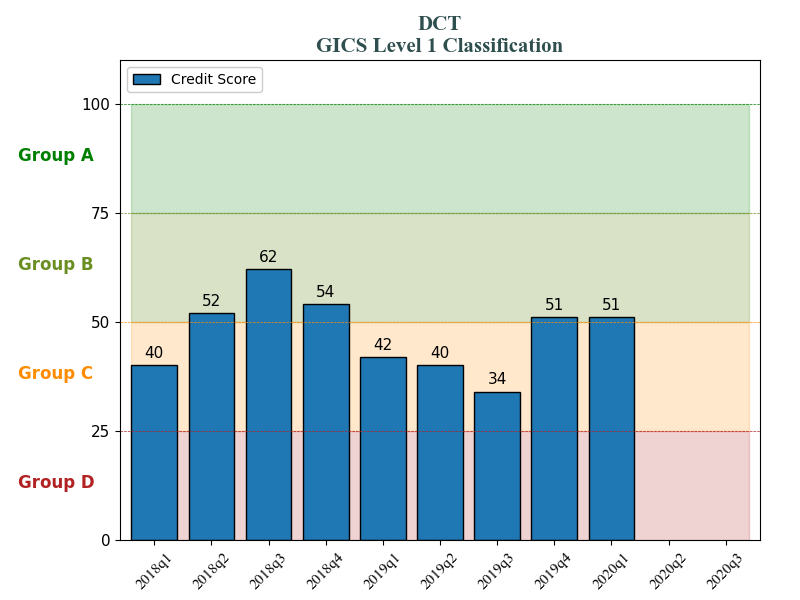 DCT
GICS Level 1 Classification
Credit Score
100
Group A
75
Group B
62
54
52
51
51
50
42
40
40
Group C
34
25
Group D
0
2018q1
2018q2
2018q3
2018q4
2019q1
2019q2
2019q3
2019q4
2020q1
2020q2
2020q3